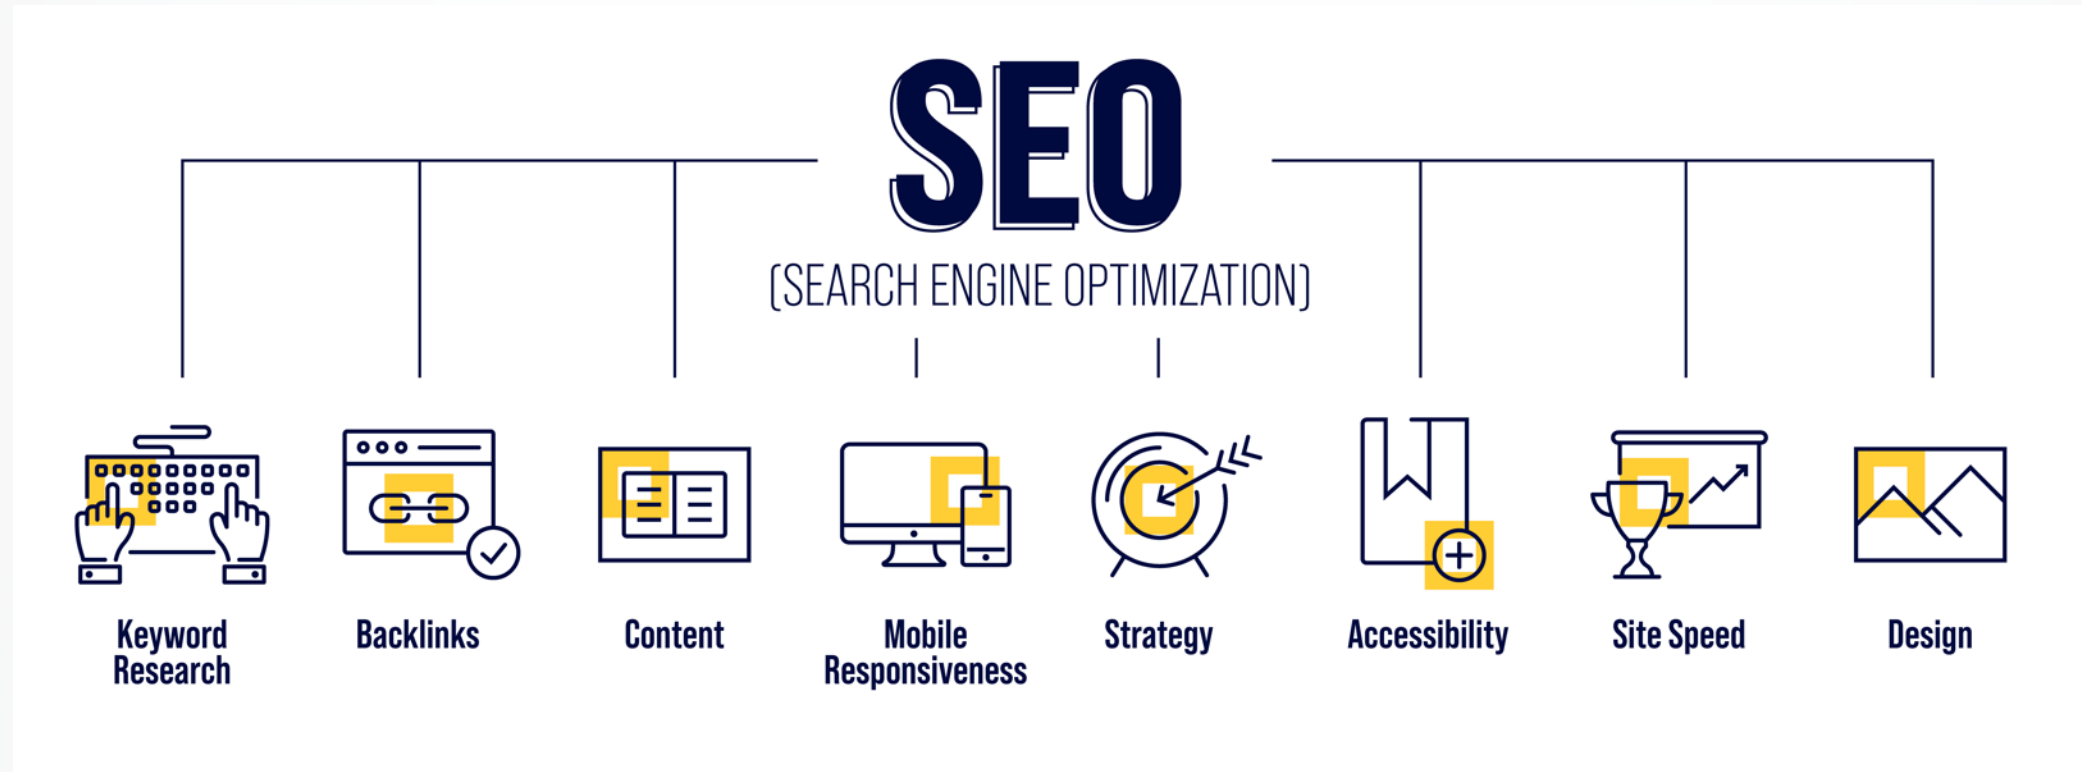 SEO
(SEARCH ENGINE OPTIMIZATION)
Keyword
Research
Backlinks
Content
Mobile
Responsiveness
Strategy
Accessibility
Site Speed
Design